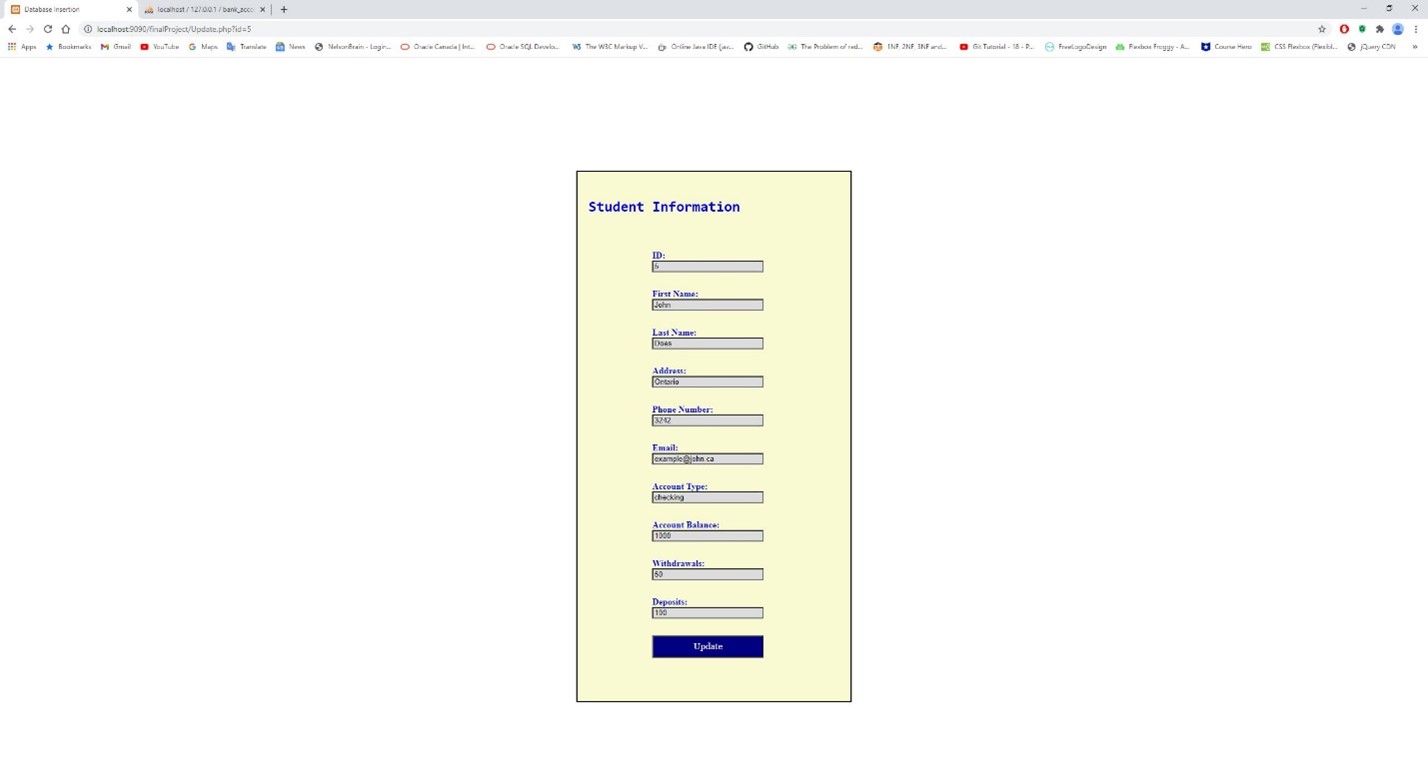 Database Insertion
localhost / 127.0.0.1 / bank_acco
localhost:9090/finalProject/Update.php?id=5
Apps Bookmarks Gmail YouTube Maps Translate News NelsonBrain - Login... Oracle Canada | Int... Oracle SQL Develo... The W3C Markup V... Online Java IDE (jav... GitHub The Problem of red... 1NF, 2NF, 3NF and... Git Tutorial - 18 - P... FreeLogoDesign Flexbox Froggy - A... Course Hero CSS Flexbox (Flexibl... jQuery CDN »
Student Information
ID:
First Name:
John
Last Name:
Does
Address:
Ontario
Phone Number:
3242
Email:
example@john.ca
Account Type:
checking
Account Balance:
1000
Withdrawals:
50
Deposits:
100
Update